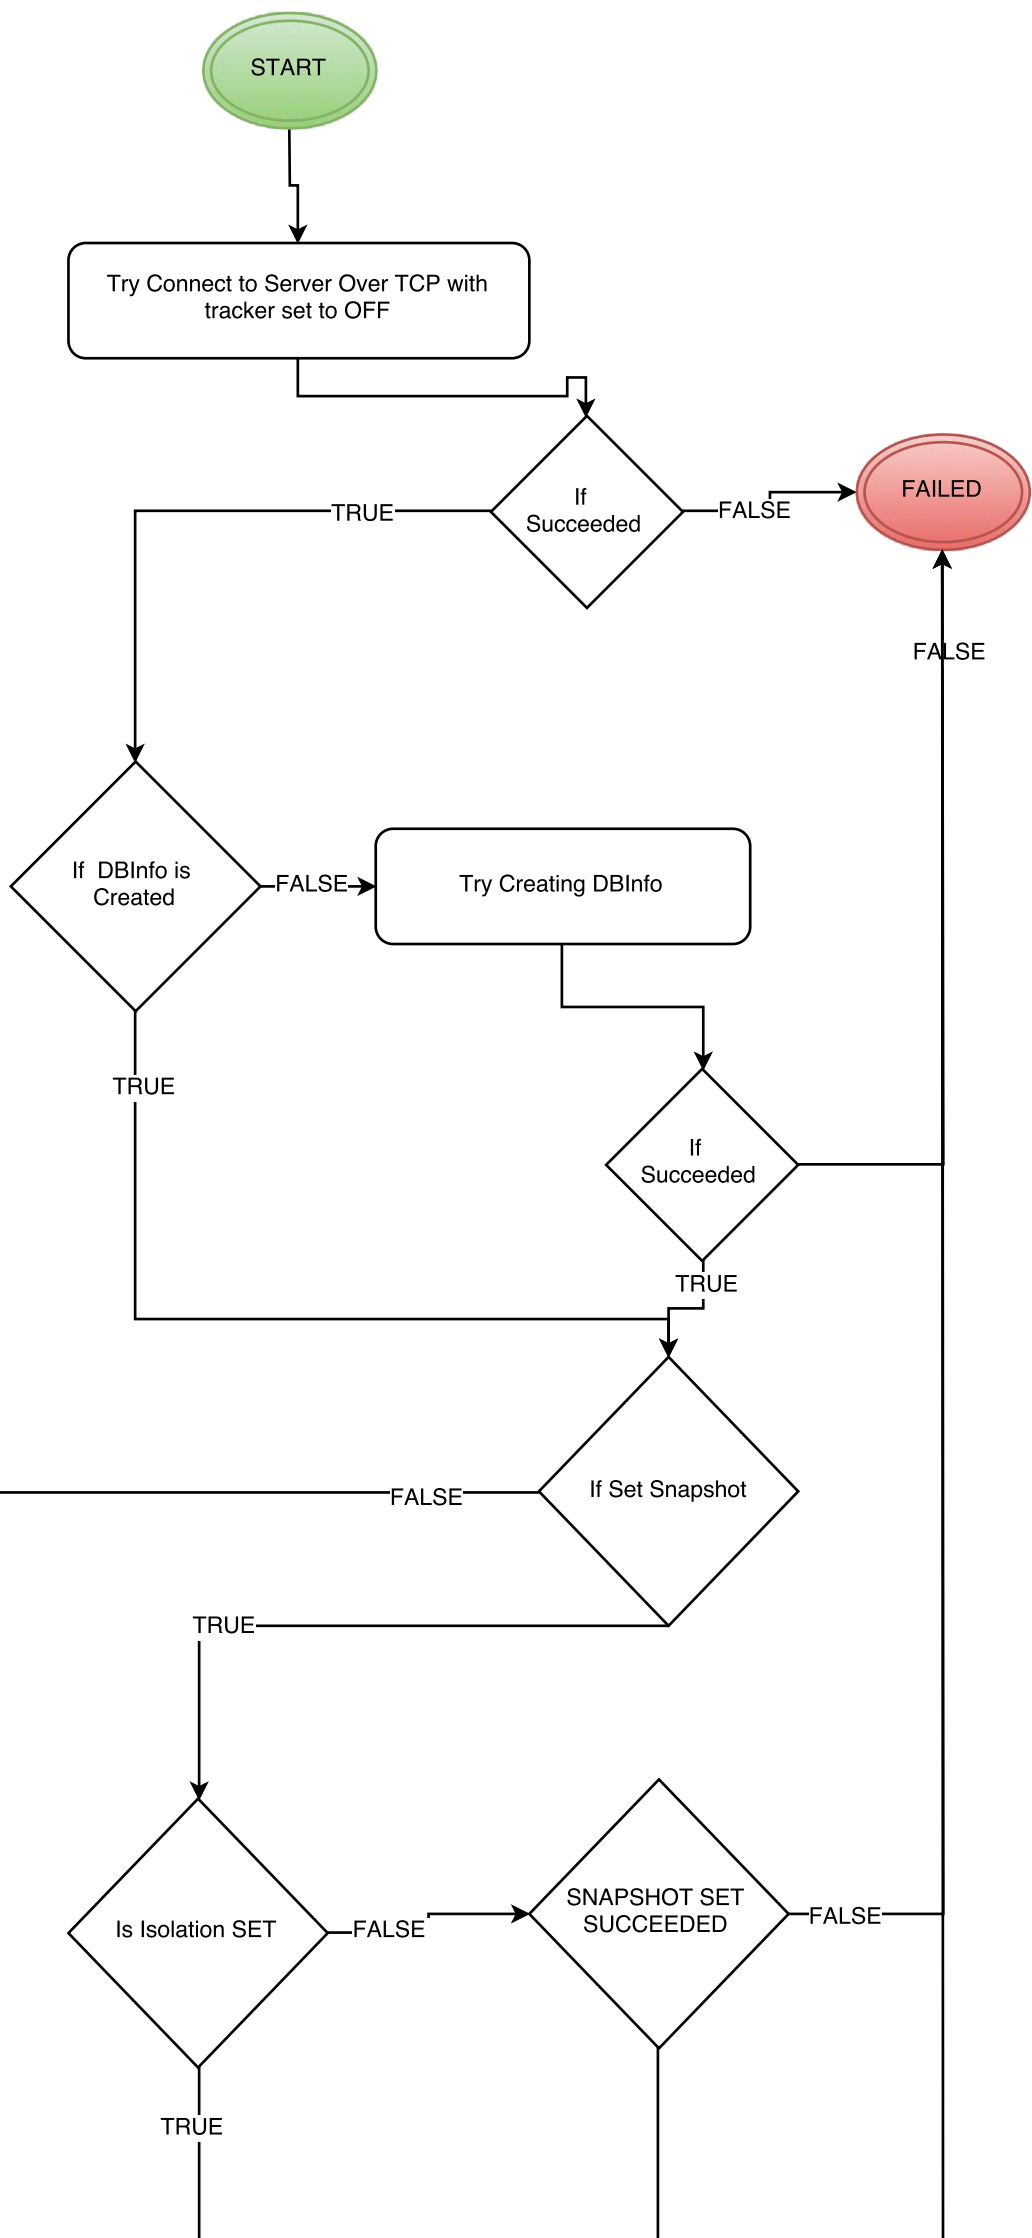 START
Try Connect to Server Over TCP with
tracker set to OFF
If
Succeeded
TRUE
FALSE
FAILED
FALSE
If  DBInfo is
Created
FALSE
Try Creating DBInfo
TRUE
If
Succeeded
TRUE
If Set Snapshot
FALSE
TRUE
Is Isolation SET
FALSE
SNAPSHOT SET
SUCCEEDED
FALSE
TRUE